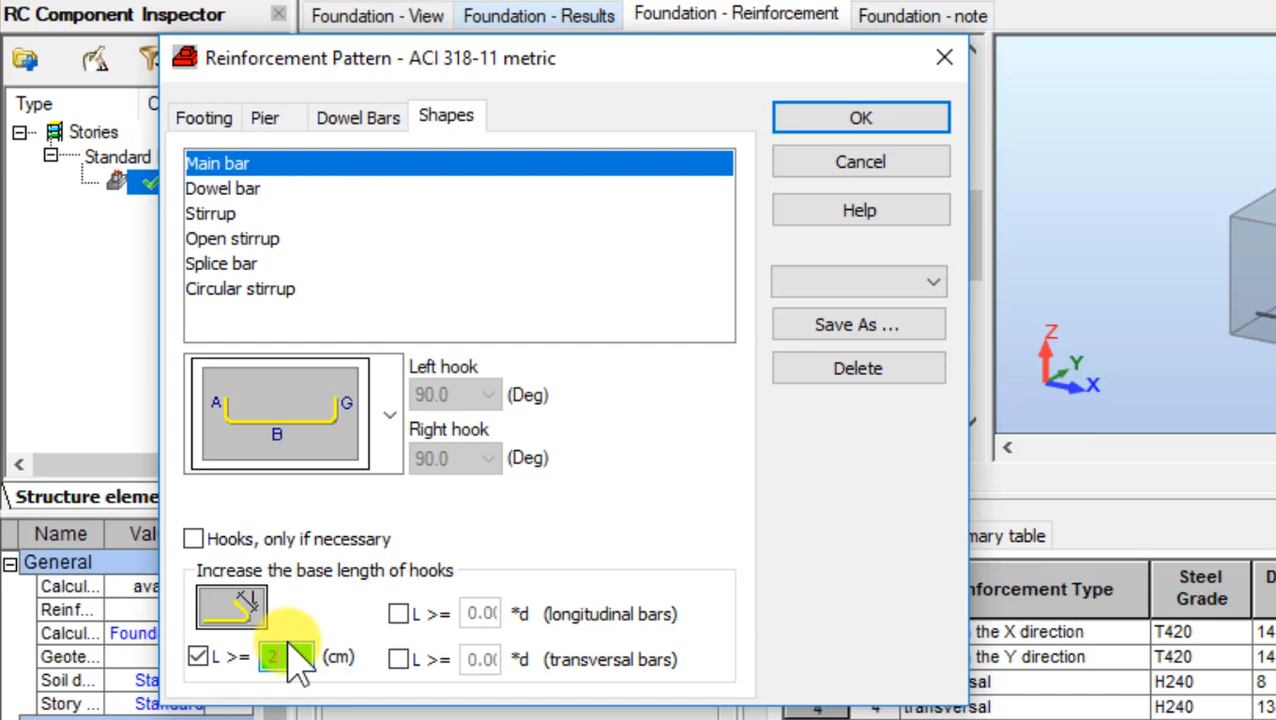 RC Component Inspector
Foundation - View
Foundation - Results
Foundation - Reinforcement
Foundation - note
Reinforcement Pattern - ACI 318-11 metric
Type
Stories
Standard
Footing
Pier
Dowel Bars
Shapes
OK
Cancel
Help
Save As ...
Delete
Main bar
Dowel bar
Stirrup
Open stirrup
Splice bar
Circular stirrup
A
G
B
Left hook
90.0 (Deg)
Right hook
90.0 (Deg)
Hooks, only if necessary
Increase the base length of hooks
L >= 0.0 *d (longitudinal bars)
L >= 2 (cm)
L >= 0.0 *d (transversal bars)
Z
Y
X
Structure eleme
Name Val
General
Calcul... ava
Reinf...
Calcul... Found
Geote...
Soil d... Sta
Story ... Standard
mary table
nforcement Type
Steel Grade
D
the X direction T420 14
the Y direction T420 14
sal H240 8
4 4 transversal H240 13